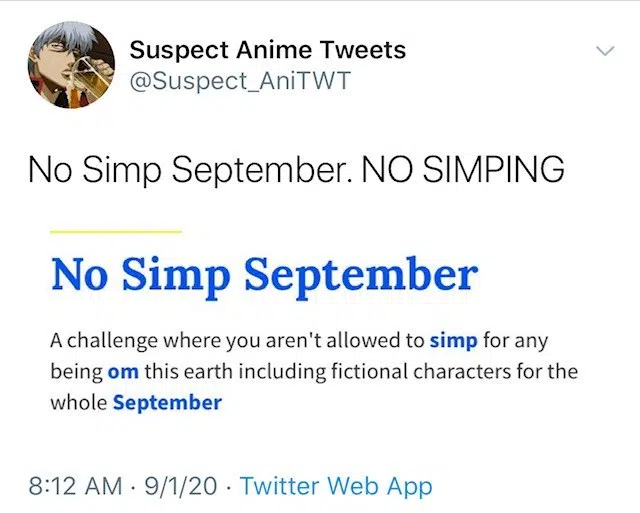 Suspect Anime Tweets
@Suspect_AniTWT
No Simp September. NO SIMPING
No Simp September
A challenge where you aren't allowed to simp for any
being om this earth including fictional characters for the
whole September
8:12 AM · 9/1/20 · Twitter Web App